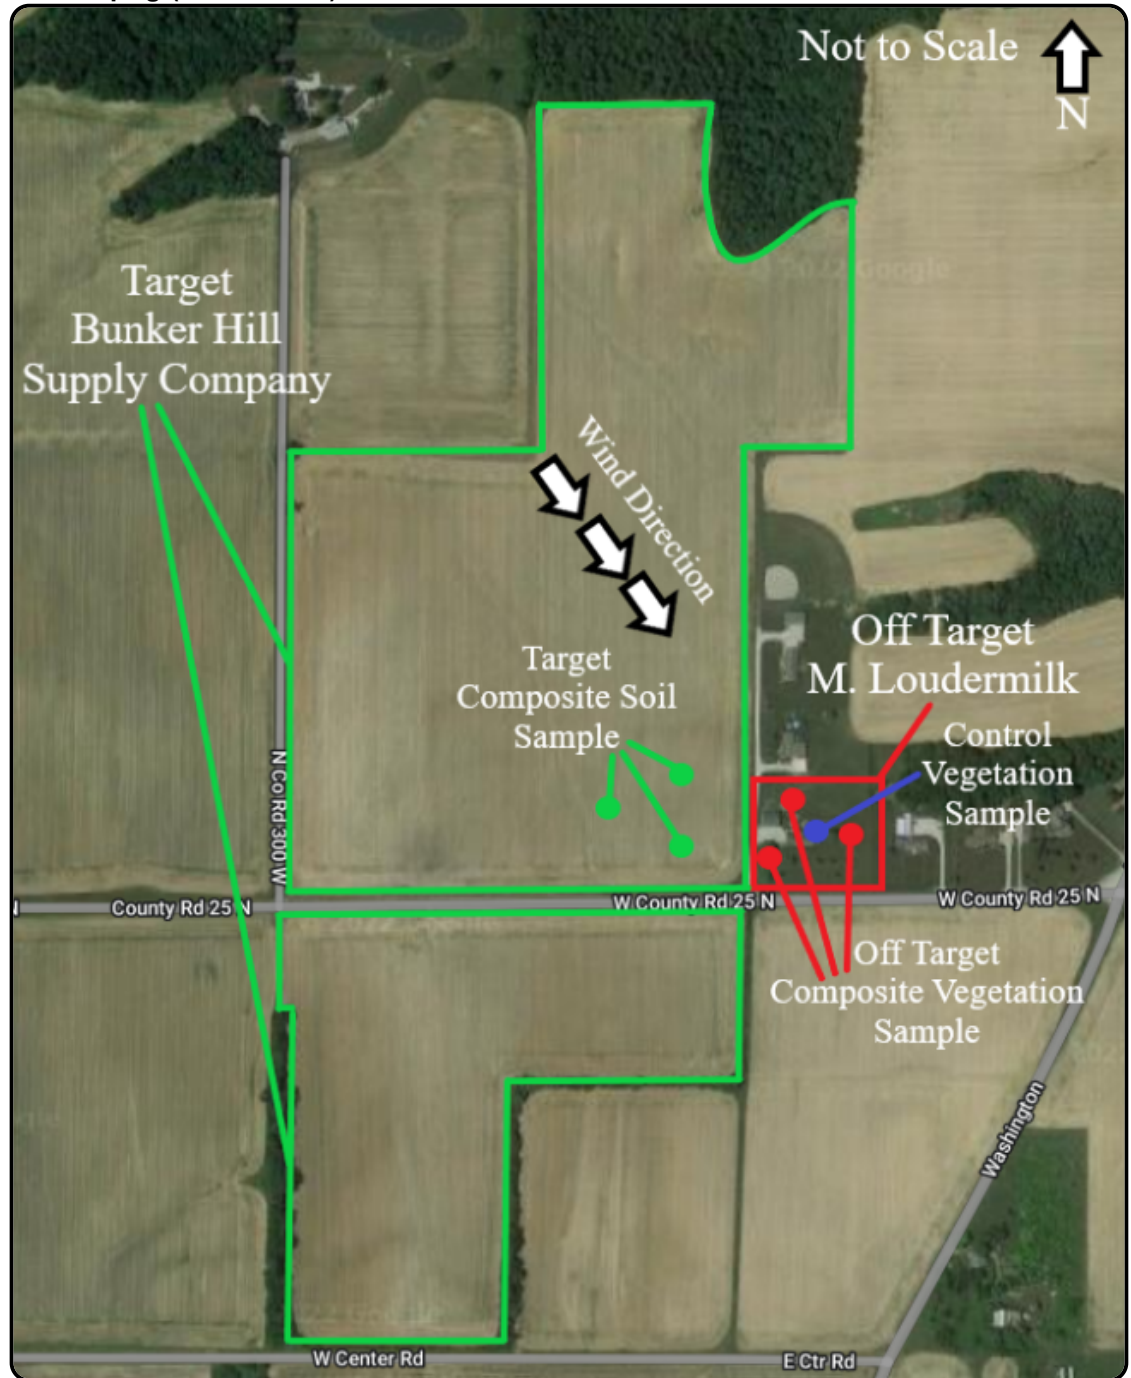 Not to Scale
N
Target
Bunker Hill
Supply Company
Wind Direction
Target
Composite Soil
Sample
Off Target
M. Loudermilk
Control
Vegetation
Sample
N Co Rd 300 W
County Rd 25 N
W County Rd 25 N
W County Rd 25 N
Off Target
Composite Vegetation
Sample
Washington
W Center Rd
E Ctr Rd
Google